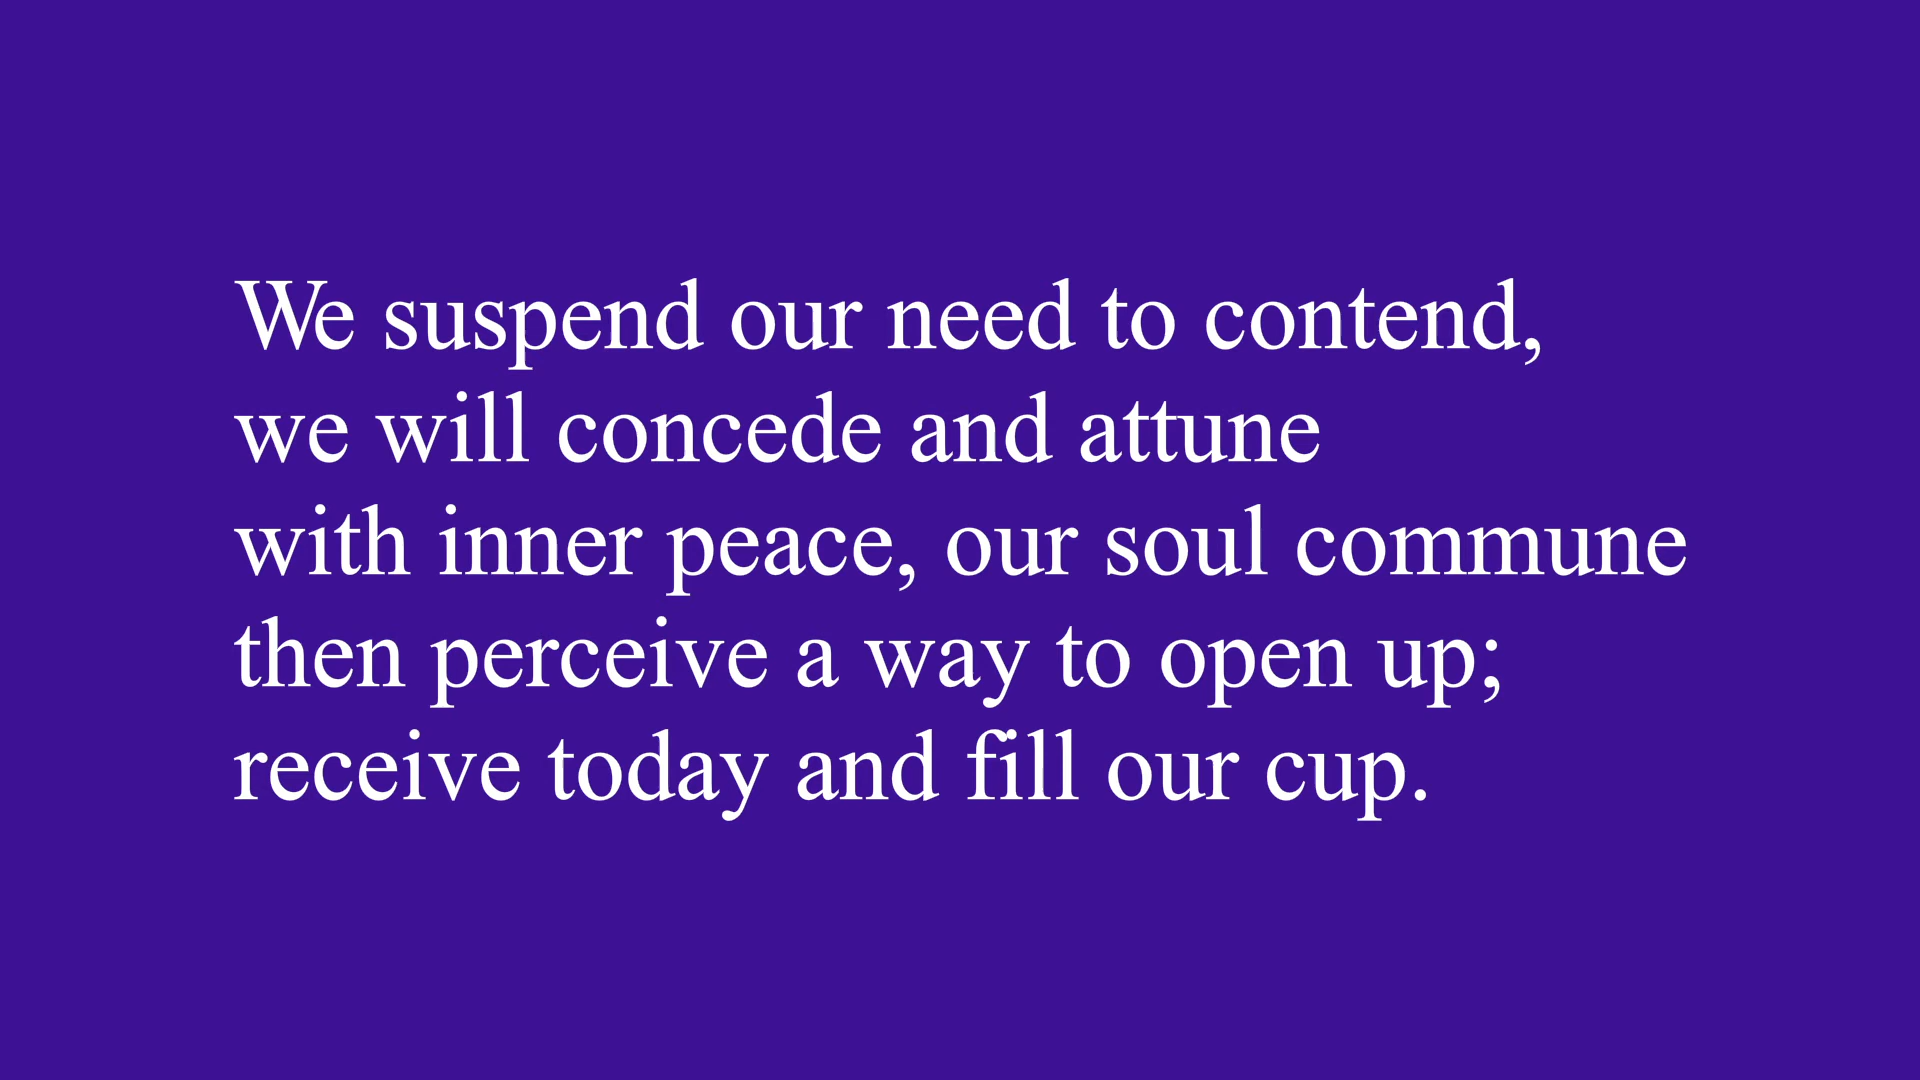 We suspend our need to contend,
we will concede and attune
with inner peace, our soul commune
then perceive a way to open up;
receive today and fill our cup.